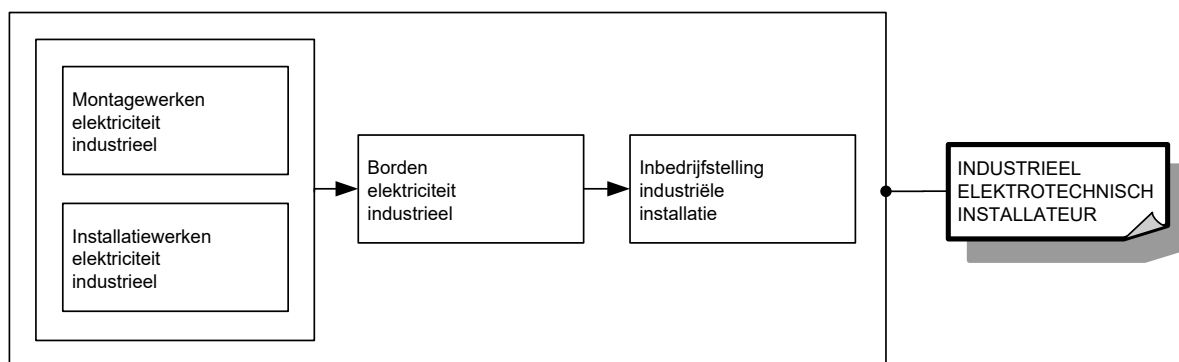 Montagewerken
elektriciteit
industrieel
Installatiewerken
elektriciteit
industrieel
Borden
elektriciteit
industrieel
Inbedrijfstelling
industriële
installatie
INDUSTRIEEL
ELEKTROTECHNISCH
INSTALLATEUR